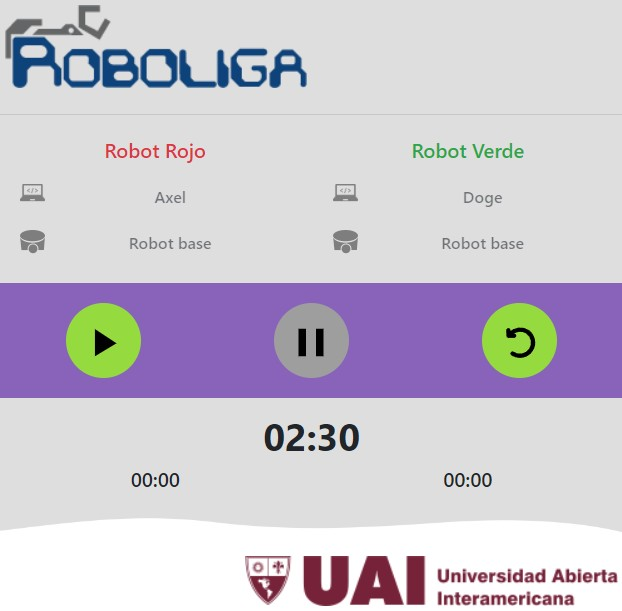 ROBOLIGA
Robot Rojo
Robot Verde
Axel
Doge
Robot base
Robot base
02:30
00:00
00:00
UAI Universidad Abierta
Interamericana